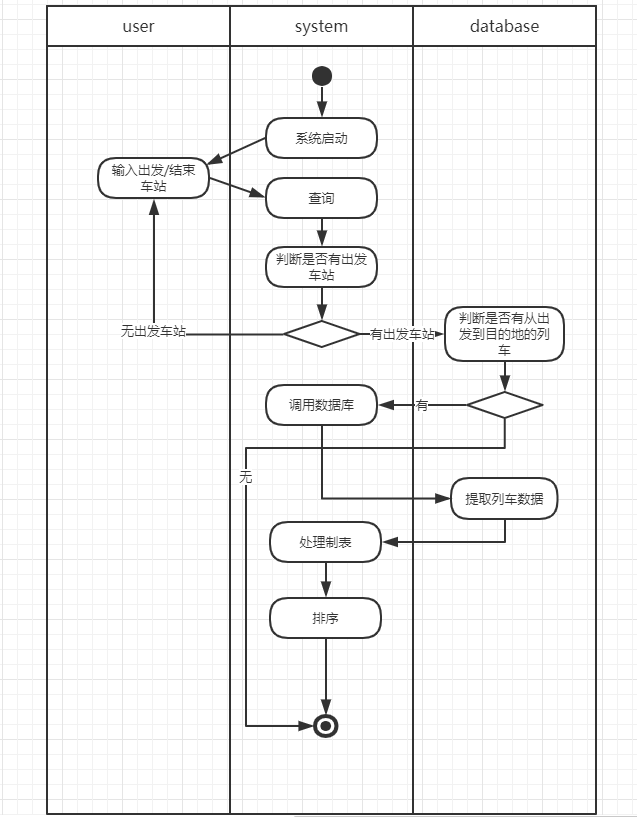 user
system
database
系统启动
输入出发/结束
车站
查询
判断是否有出发
车站
无出发车站
有出发车站
判断是否有从出
发到目的地的列
车
调用数据库
有
无
提取列车数据
处理制表
排序